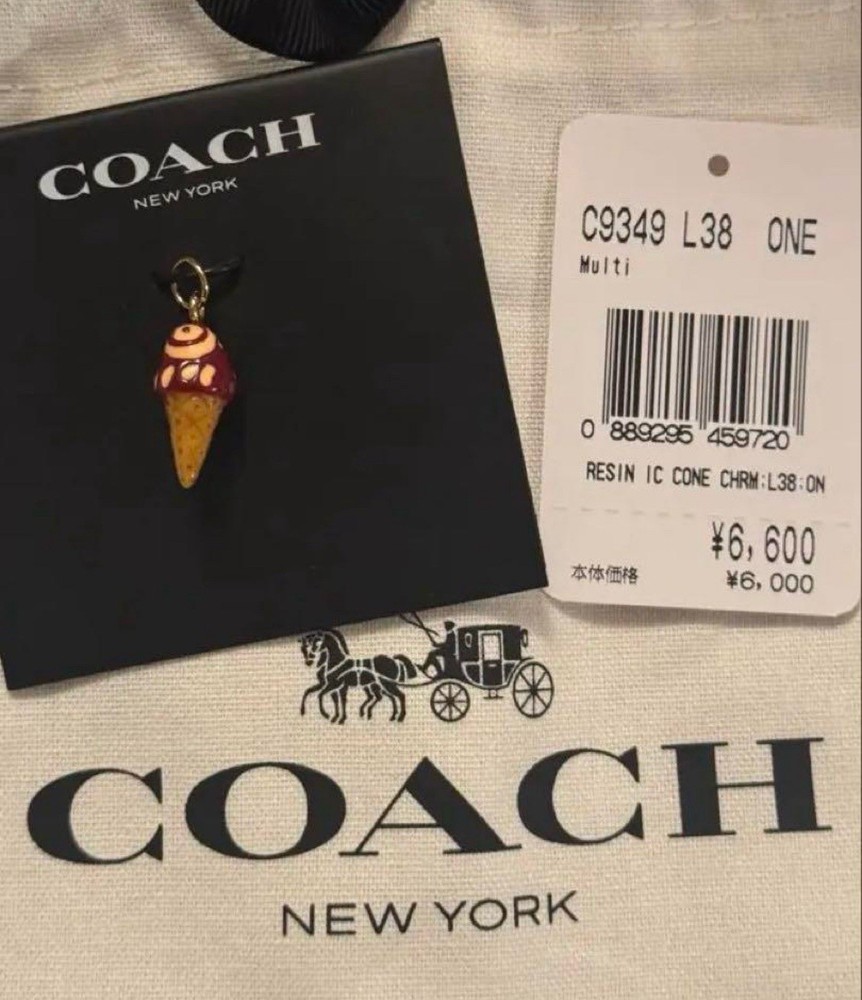 COACH
NEW YORK
C9349 L38 ONE
Multi
0 889295 459720
RESIN IC CONE CHRM:L38:ON
¥6,600
本体価格 ¥6,000
COACH
NEW YORK